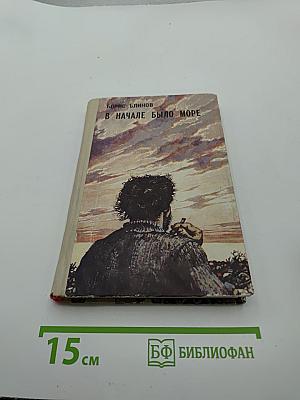 БОРИС БЛИНОВ
В НАЧАЛЕ БЫЛО МОРЕ
15 см
БФ БИБЛИОФАН